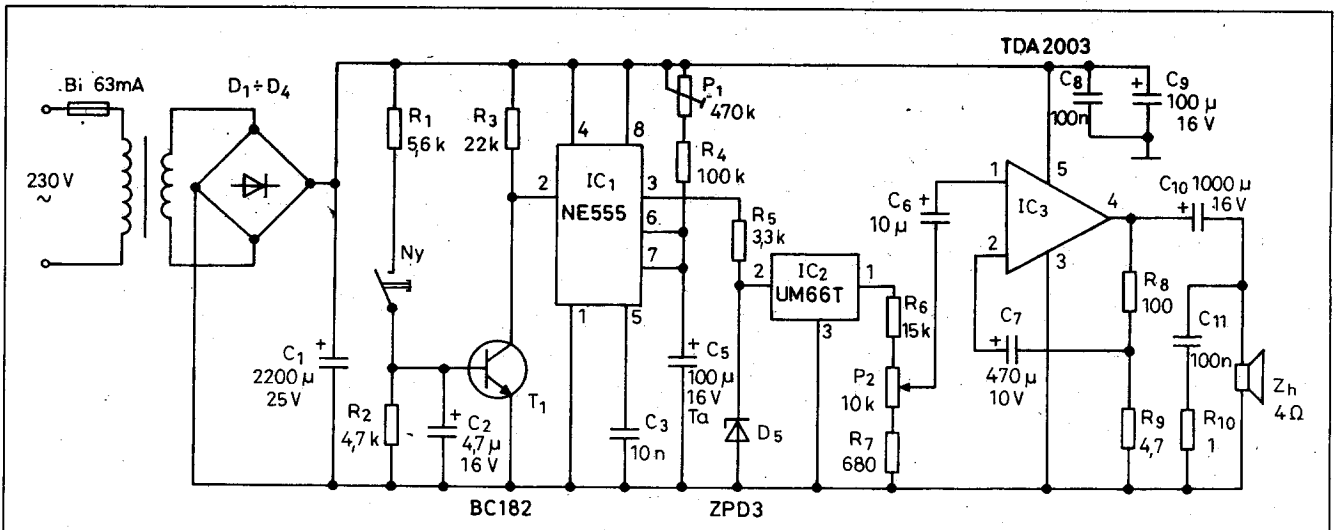 TDA2003
Bi 63mA
D1÷D4
230V
~
R1
5,6k
R3
22k
4
8
P1
470k
R4
100k
C8
100n
+
C9
100µ
16V
2
IC1
NE555
3
6
7
1
5
R5
3,3k
2
IC2
UM66T
1
3
C6
10µ
+
1
5
IC3
4
2
3
C10 1000µ
+
16V
Ny
C1
2200µ
25V
+
R2
4,7k
+
C2
4,7µ
16V
T1
C3
10n
+
C5
100µ
16V
Ta
D5
R6
15k
P2
10k
R7
680
C7
+
470µ
10V
R8
100
R9
4,7
C11
100n
R10
1
Zh
4Ω
BC182
ZPD3